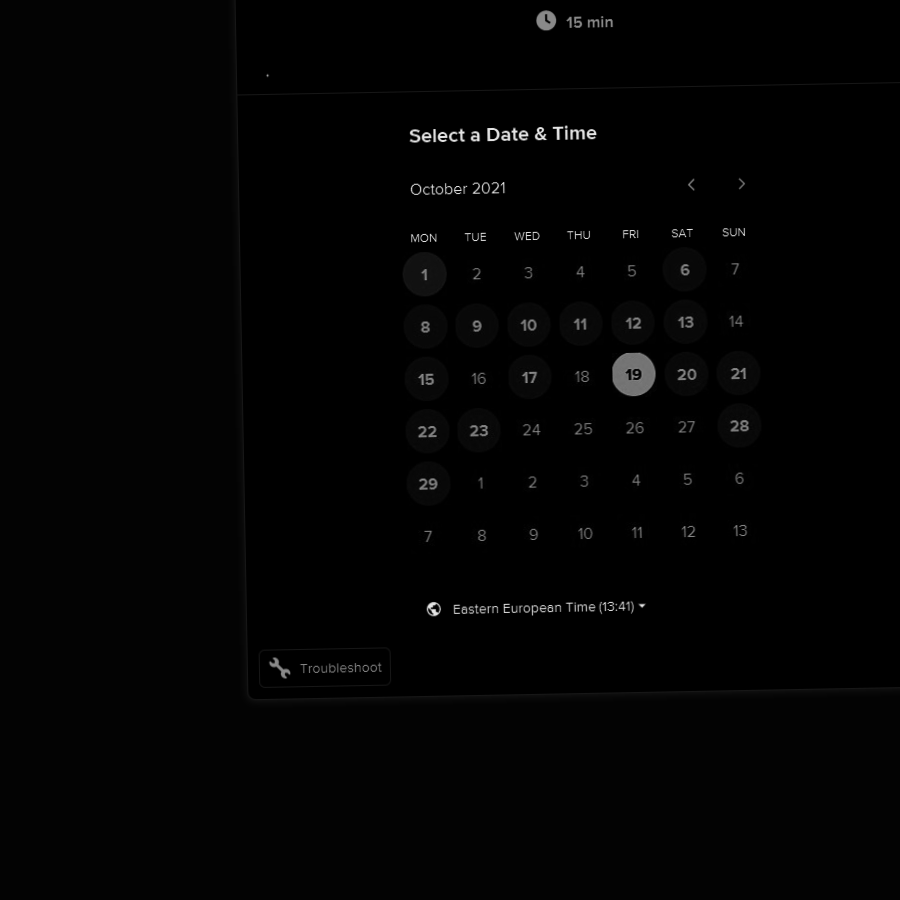 15 min
.
Select a Date & Time
October 2021
MON TUE WED THU FRI SAT SUN
1 2 3 4 5 6 7
8 9 10 11 12 13 14
15 16 17 18 19 20 21
22 23 24 25 26 27 28
29 1 2 3 4 5 6
7 8 9 10 11 12 13
Eastern European Time (13:41)
Troubleshoot